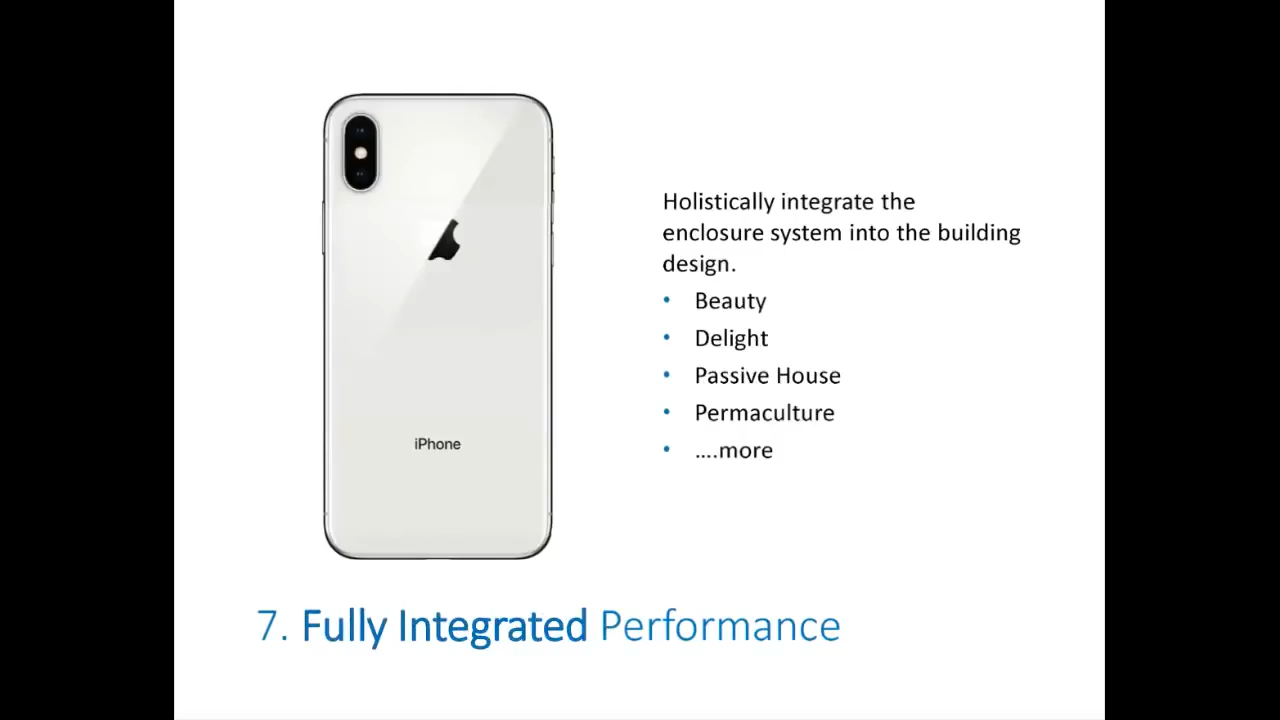 Holistically integrate the
enclosure system into the building
design.
• Beauty
• Delight
• Passive House
• Permaculture
• ....more
iPhone
7. Fully Integrated Performance